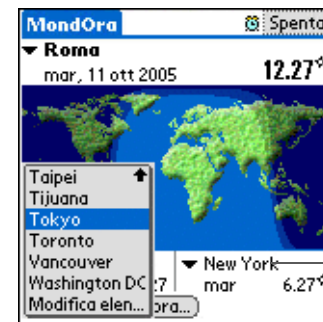 MondOra Spento
Roma
mar, 11 ott 2005 12.27
Taipei
Tijuana
Tokyo
Toronto
Vancouver
Washington DC
Modifica elen...
New York
mar 6.27